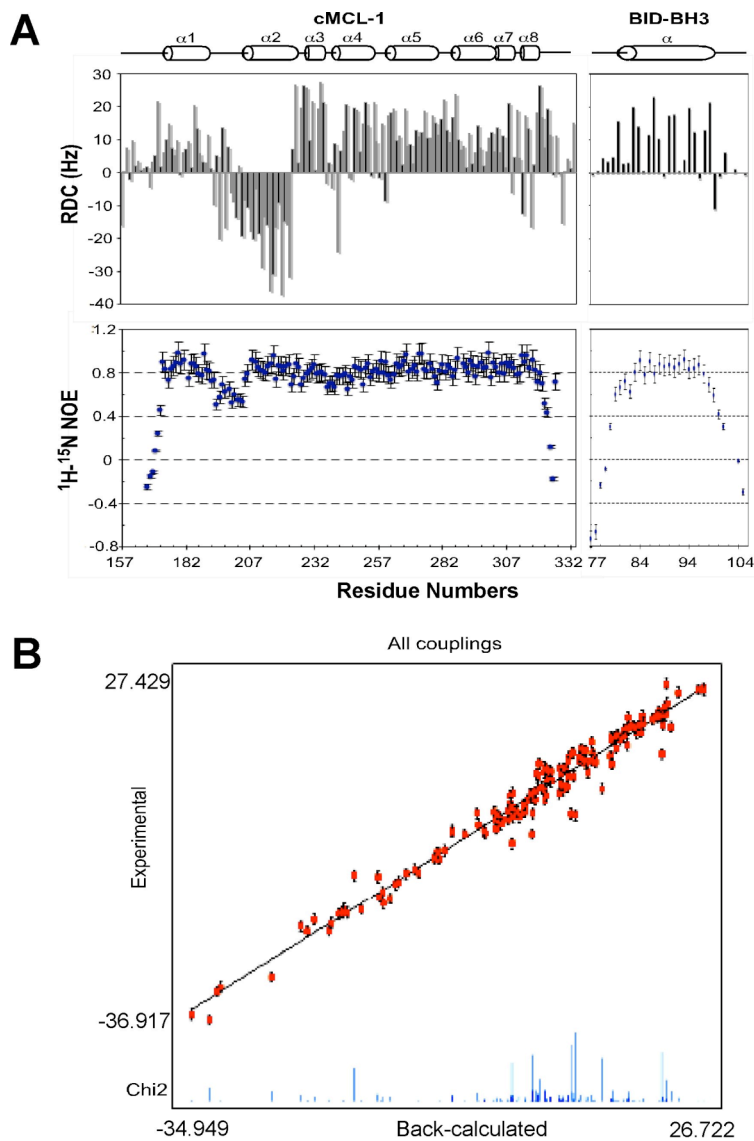 A
cMCL-1
BID-BH3
α1 α2 α3 α4 α5 α6 α7 α8 α
RDC (Hz)
30
20
10
0
10
20
30
-40
1.2
0.8
0.4
0
-0.4
-0.8
¹H-¹⁵N NOE
157 182 207 232 257 282 307 332 77 84 94 104
Residue Numbers
B
All couplings
27.429
Experimental
-36.917
Chi2
-34.949 Back-calculated 26.722